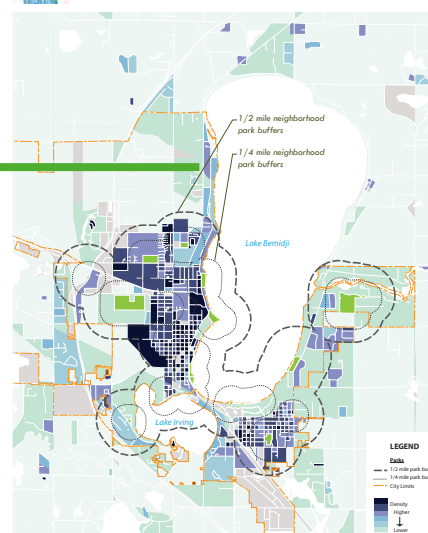 1/2 mile neighborhood
park buffers
1/4 mile neighborhood
park buffers
Lake Bemidji
Lake Irving
LEGEND
Parks
1/2 mile park bu
1/4 mile park bu
City Limits
Density
Higher
Lower